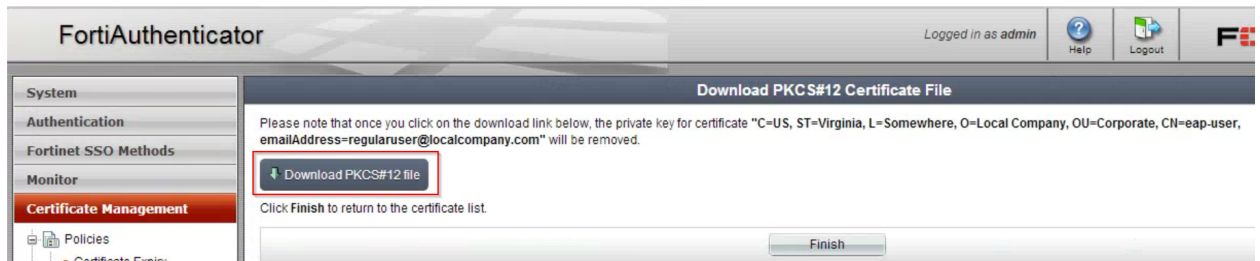 FortiAuthenticator
Logged in as admin
Help
Logout
System
Authentication
Fortinet SSO Methods
Monitor
Certificate Management
Policies
Certificate Expiry
Download PKCS#12 Certificate File
Please note that once you click on the download link below, the private key for certificate "C=US, ST=Virginia, L=Somewhere, O=Local Company, OU=Corporate, CN=eap-user,
emailAddress=regularuser@localcompany.com" will be removed.
Download PKCS#12 file
Click Finish to return to the certificate list.
Finish